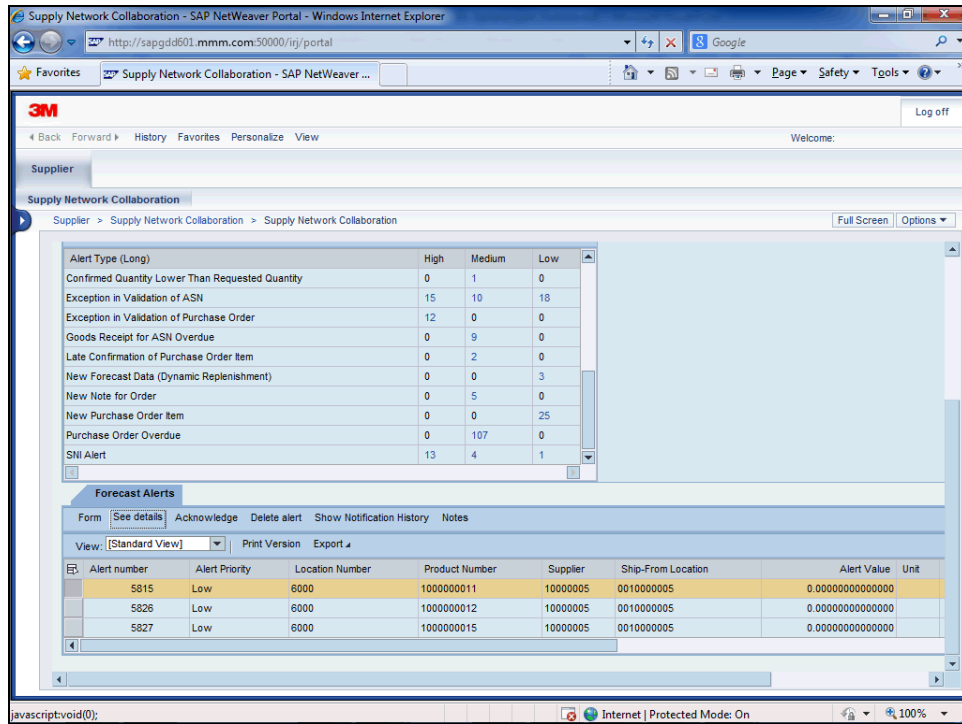 Supply Network Collaboration - SAP NetWeaver Portal - Windows Internet Explorer
http://sapgdd601.mmm.com:50000/irj/portal
Google
Favorites
Supply Network Collaboration - SAP NetWeaver ...
Page
Safety
Tools
3M
Log off
Back Forward History Favorites Personalize View
Welcome:
Supplier
Supply Network Collaboration
Supplier > Supply Network Collaboration > Supply Network Collaboration
Full Screen
Options
Alert Type (Long) High Medium Low
Confirmed Quantity Lower Than Requested Quantity 0 1 0
Exception in Validation of ASN 15 10 18
Exception in Validation of Purchase Order 12 0 0
Goods Receipt for ASN Overdue 0 9 0
Late Confirmation of Purchase Order Item 0 2 0
New Forecast Data (Dynamic Replenishment) 0 0 3
New Note for Order 0 5 0
New Purchase Order Item 0 0 25
Purchase Order Overdue 0 107 0
SNI Alert 13 4 1
Forecast Alerts
Form See details Acknowledge Delete alert Show Notification History Notes
View: [Standard View] Print Version Export
Alert number Alert Priority Location Number Product Number Supplier Ship-From Location Alert Value Unit
5815 Low 6000 1000000011 10000005 0010000005 0.00000000000000
5826 Low 6000 1000000012 10000005 0010000005 0.00000000000000
5827 Low 6000 1000000015 10000005 0010000005 0.00000000000000
javascript:void(0);
Internet | Protected Mode: On
100%